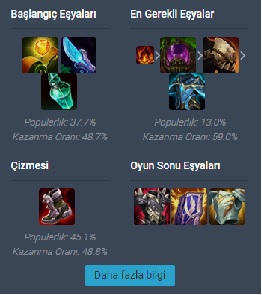 Başlangıç Eşyaları
Popülerlik: 37.7%
Kazanma Oranı: 48.7%
En Gerekli Eşyalar
Popülerlik: 13.0%
Kazanma Oranı: 59.0%
Çizmesi
Popülerlik: 45.1%
Kazanma Oranı: 48.8%
Oyun Sonu Eşyaları
Daha fazla bilgi